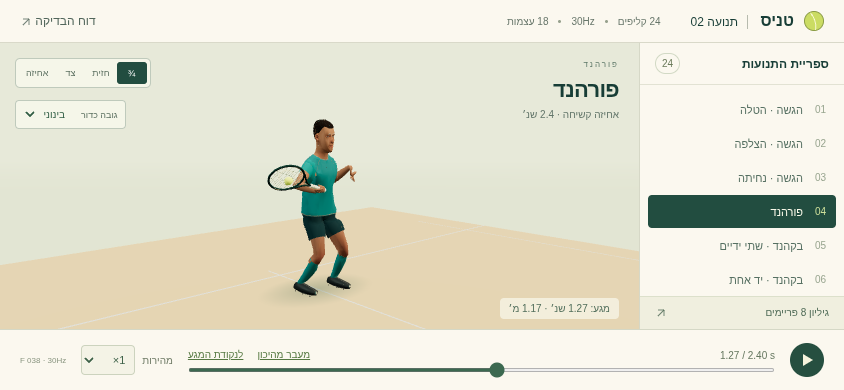 טניס | תנועה 02
24 קליפים • 30Hz • 18 עצמות
דוח הבדיקה
ספריית התנועות 24
01 הגשה · הטלה
02 הגשה · הצלפה
03 הגשה · נחיתה
04 פורהנד
05 בקהנד · שתי ידיים
06 בקהנד · יד אחת
גיליון 8 פריימים
פורהנד
פורהנד
אחיזה קשיחה · 2.4 שנ׳
¾ חזית צד אחיזה
גובה כדור בינוני
מגע: 1.27 שנ׳ · 1.17 מ׳
1.27 / 2.40 s
מעבר מהיכון לנקודת המגע
מהירות 1×
F 038 · 30Hz